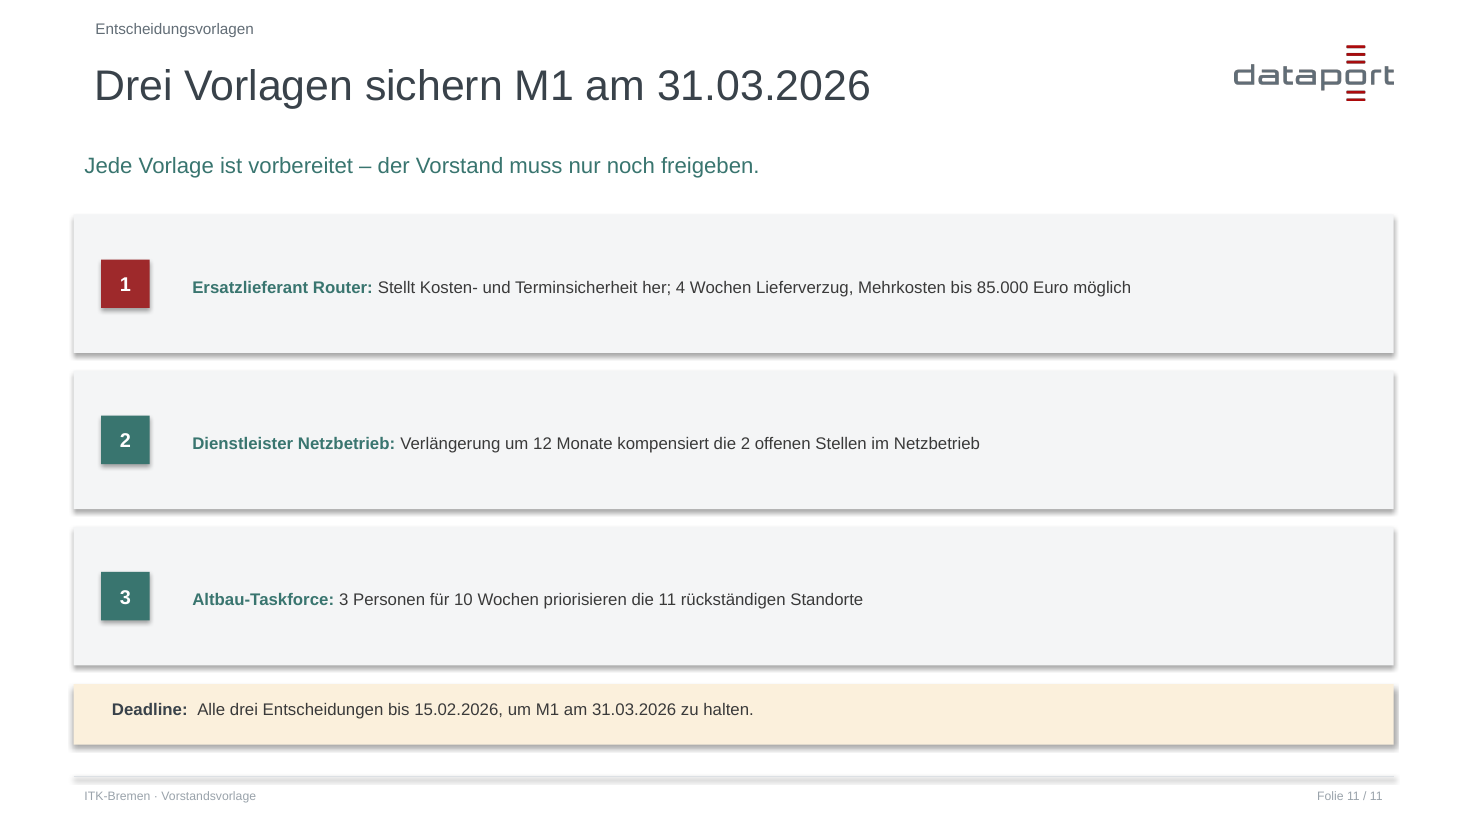 Entscheidungsvorlagen
Drei Vorlagen sichern M1 am 31.03.2026
dataport
Jede Vorlage ist vorbereitet – der Vorstand muss nur noch freigeben.
1
Ersatzlieferant Router: Stellt Kosten- und Terminsicherheit her; 4 Wochen Lieferverzug, Mehrkosten bis 85.000 Euro möglich
2
Dienstleister Netzbetrieb: Verlängerung um 12 Monate kompensiert die 2 offenen Stellen im Netzbetrieb
3
Altbau-Taskforce: 3 Personen für 10 Wochen priorisieren die 11 rückständigen Standorte
Deadline: Alle drei Entscheidungen bis 15.02.2026, um M1 am 31.03.2026 zu halten.
ITK-Bremen · Vorstandsvorlage
Folie 11 / 11